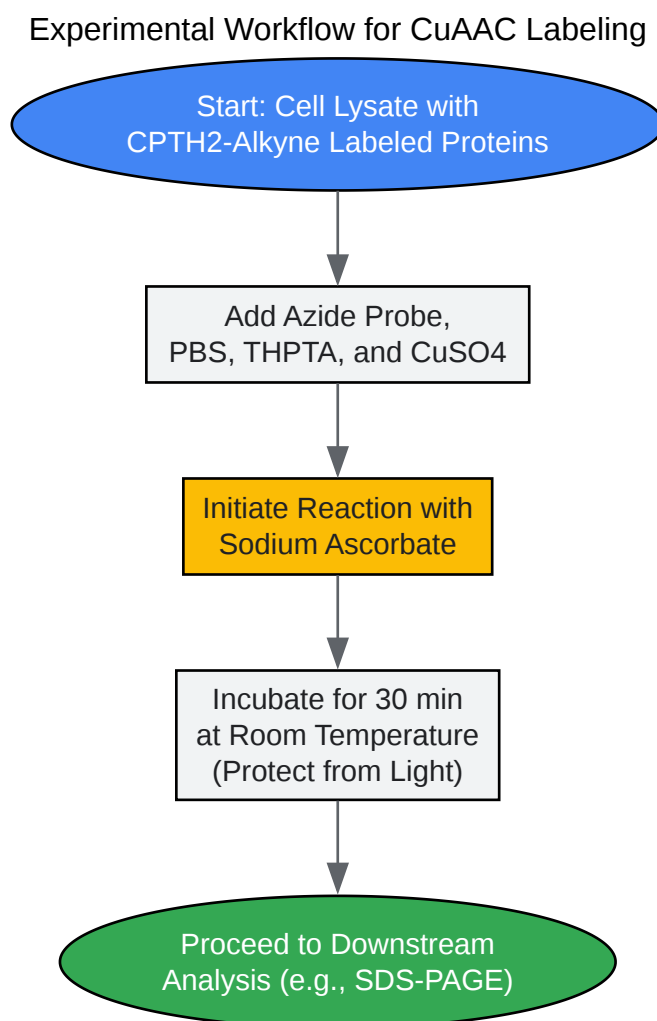 Experimental Workflow for CuAAC Labeling
Start: Cell Lysate with
CPTH2-Alkyne Labeled Proteins
Add Azide Probe,
PBS, THPTA, and CuSO4
Initiate Reaction with
Sodium Ascorbate
Incubate for 30 min
at Room Temperature
(Protect from Light)
Proceed to Downstream
Analysis (e.g., SDS-PAGE)